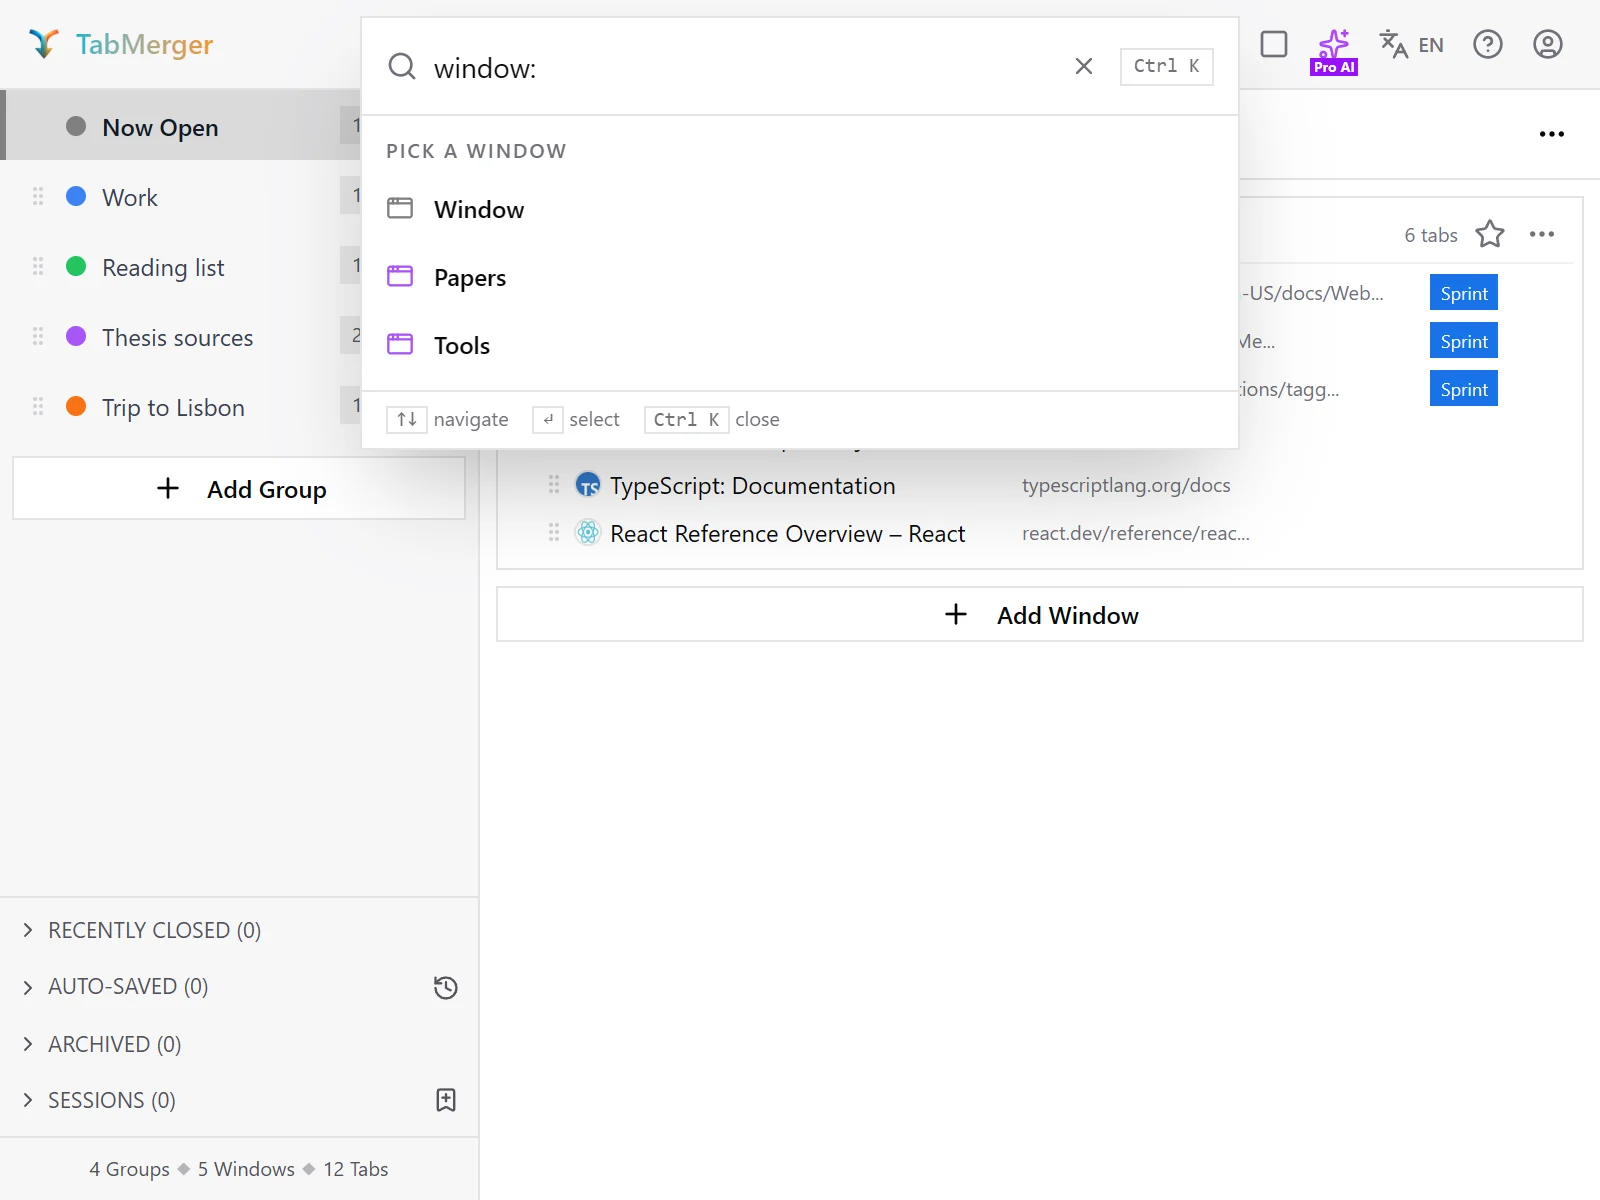 TabMerger
window:
Ctrl K
Pro AI
EN
Now Open
1
Work
1
Reading list
1
Thesis sources
2
Trip to Lisbon
1
Add Group
PICK A WINDOW
Window
Papers
Tools
navigate
select
Ctrl K close
6 tabs
-US/docs/Web... Sprint
Me... Sprint
ions/tagg... Sprint
TypeScript: Documentation typescriptlang.org/docs
React Reference Overview – React react.dev/reference/reac...
Add Window
RECENTLY CLOSED (0)
AUTO-SAVED (0)
ARCHIVED (0)
SESSIONS (0)
4 Groups ◆ 5 Windows ◆ 12 Tabs